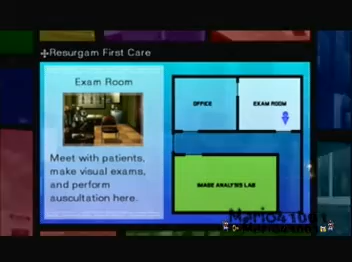 Resurgam First Care
Exam Room
Meet with patients,
make visual exams,
and perform
auscultation here.
OFFICE
EXAM ROOM
IMAGE ANALYSIS LAB